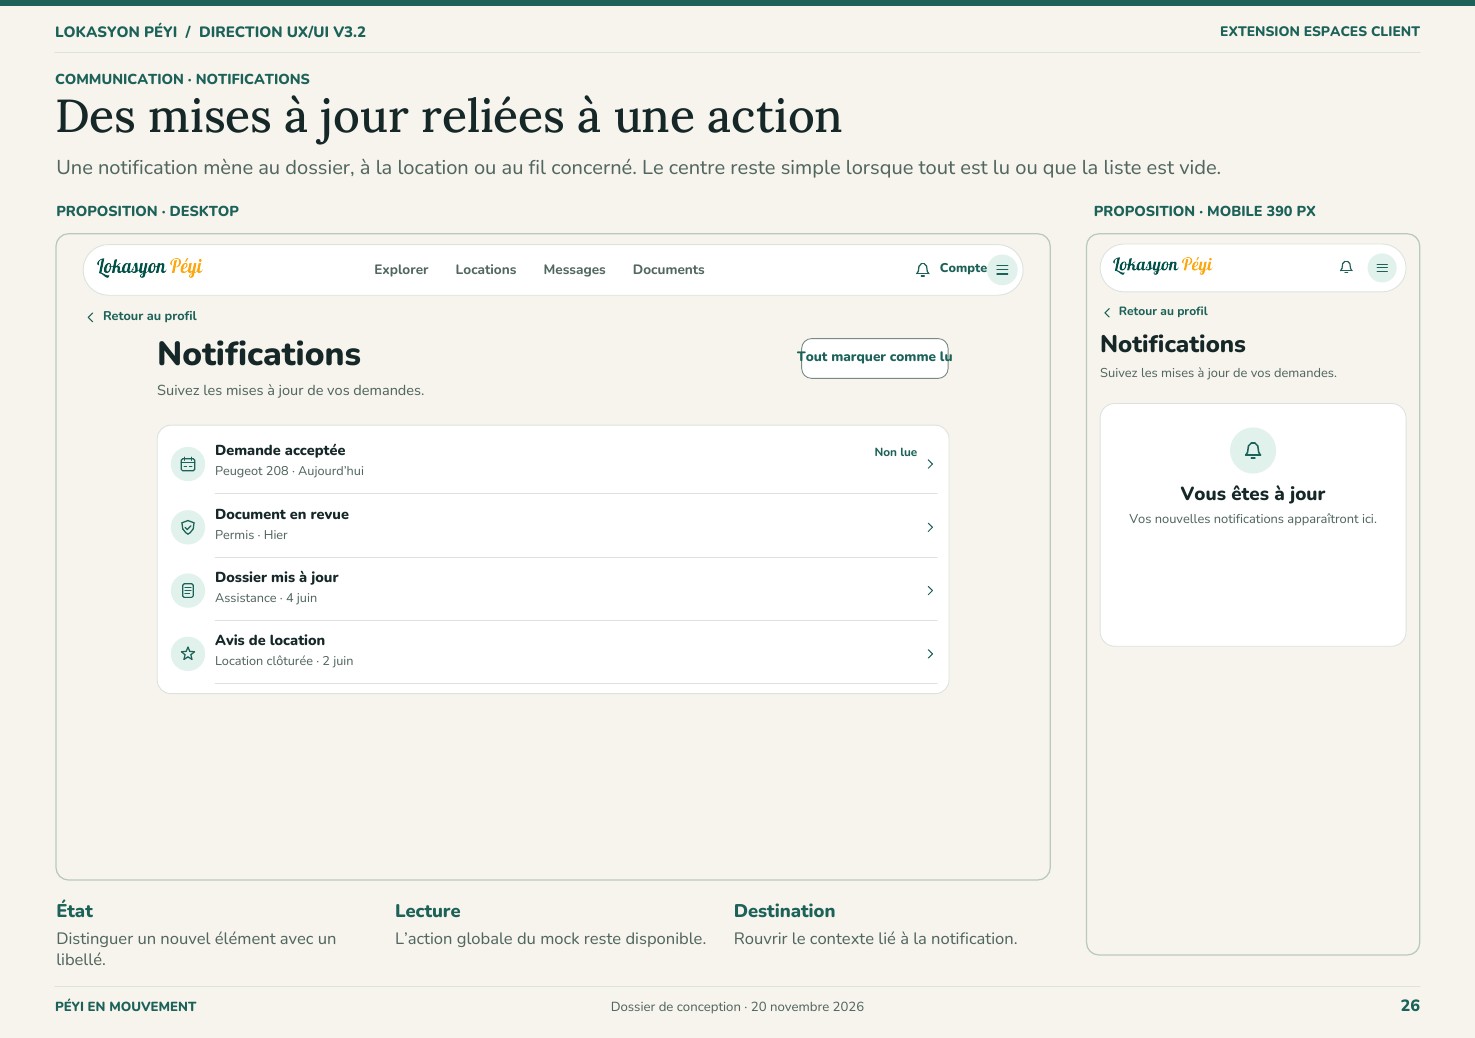 LOKASYON PÉYI / DIRECTION UX/UI V3.2
EXTENSION ESPACES CLIENT
COMMUNICATION · NOTIFICATIONS
Des mises à jour reliées à une action
Une notification mène au dossier, à la location ou au fil concerné. Le centre reste simple lorsque tout est lu ou que la liste est vide.
PROPOSITION · DESKTOP
Lokasyon Péyi
Explorer Locations Messages Documents
Compte
Retour au profil
Notifications
Tout marquer comme lu
Suivez les mises à jour de vos demandes.
Demande acceptée
Peugeot 208 · Aujourd’hui
Non lue
Document en revue
Permis · Hier
Dossier mis à jour
Assistance · 4 juin
Avis de location
Location clôturée · 2 juin
PROPOSITION · MOBILE 390 PX
Lokasyon Péyi
Retour au profil
Notifications
Suivez les mises à jour de vos demandes.
Vous êtes à jour
Vos nouvelles notifications apparaîtront ici.
État
Distinguer un nouvel élément avec un
libellé.
Lecture
L’action globale du mock reste disponible.
Destination
Rouvrir le contexte lié à la notification.
PÉYI EN MOUVEMENT
Dossier de conception · 20 novembre 2026
26